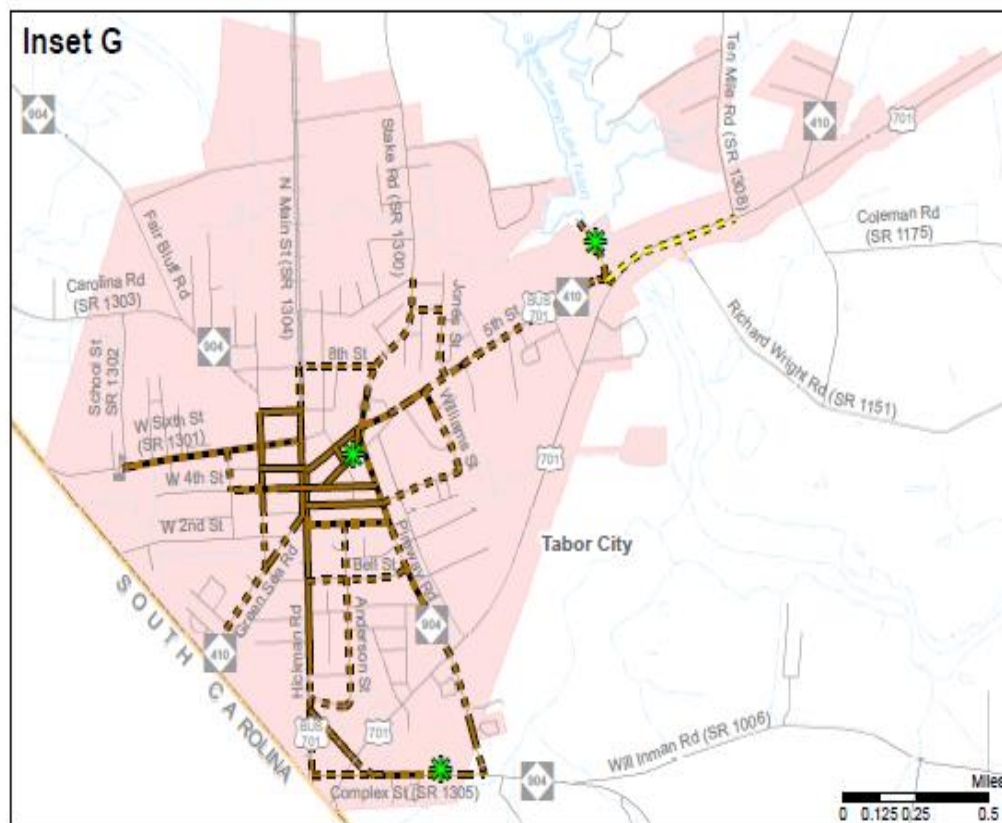 Inset G
904
410
701
Ten Mile Rd (SR 1308)
Stake Rd (SR 1300)
N Main St (SR 1304)
Fair Bluff Rd
Coleman Rd
(SR 1175)
Carolina Rd
(SR 1303)
410
BUS
701
5th St
Jones St
904
8th St
Richard Wright Rd (SR 1151)
School St
SR 1302
W Sixth St
(SR 1301)
Williams St
701
W 4th St
W 2nd St
Pireway Rd
Tabor City
Bell St
Green Sea Rd
Anderson St
Hickman Rd
904
410
SOUTH CAROLINA
BUS
701
701
Will Inman Rd (SR 1006)
904
Complex St (SR 1305)
Miles
0 0.125 0.25 0.5